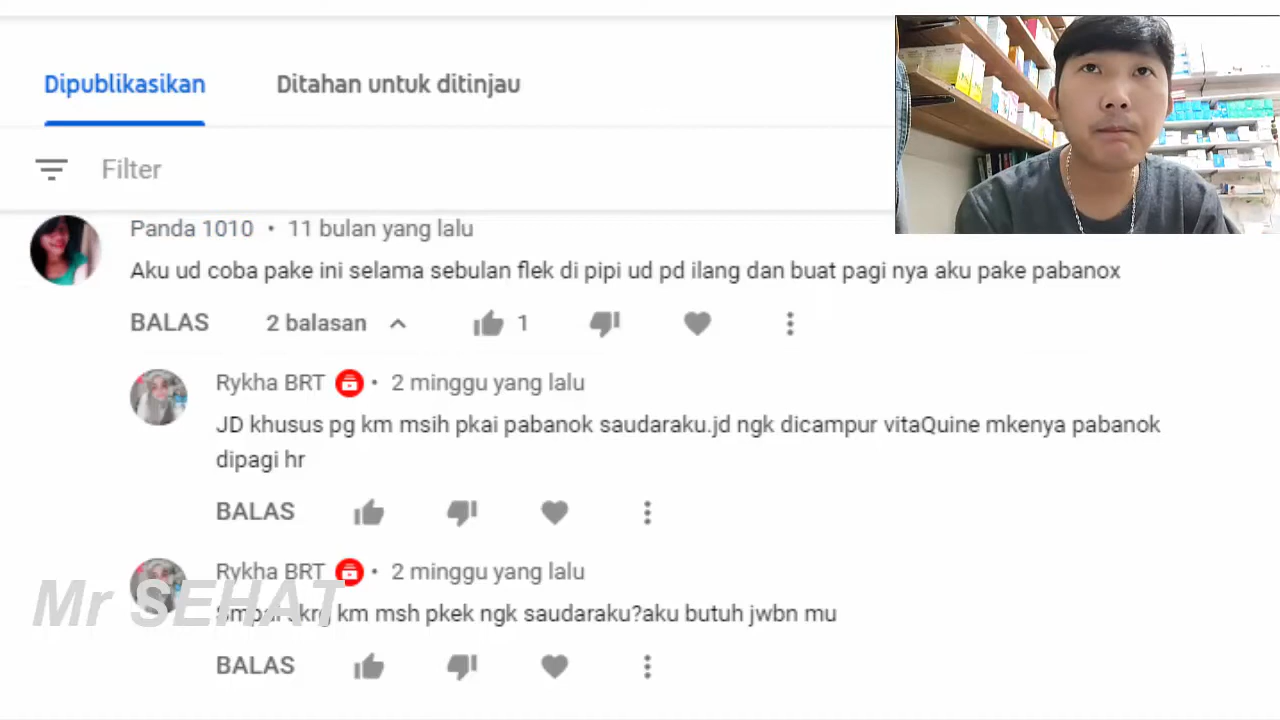 Dipublikasikan
Ditahan untuk ditinjau
Filter
Panda 1010 • 11 bulan yang lalu
Aku ud coba pake ini selama sebulan flek di pipi ud pd ilang dan buat pagi nya aku pake pabanox
BALAS 2 balasan 1
Rykha BRT • 2 minggu yang lalu
JD khusus pg km msih pkai pabanok saudaraku.jd ngk dicampur vitaQuine mkenya pabanok
dipagi hr
BALAS
Rykha BRT • 2 minggu yang lalu
Mr SEHAT
km msh pkek ngk saudaraku?aku butuh jwbn mu
BALAS